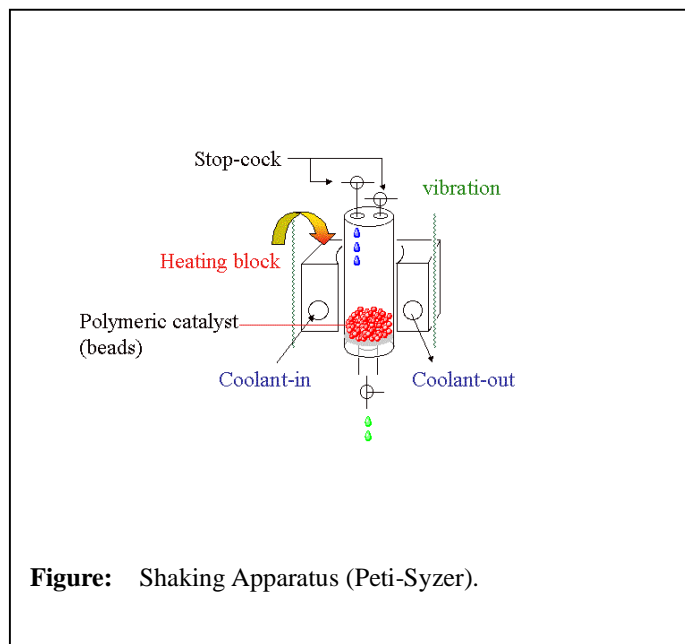 Stop-cock
vibration
Heating block
Polymeric catalyst
(beads)
Coolant-in
Coolant-out
Figure: Shaking Apparatus (Peti-Syzer).